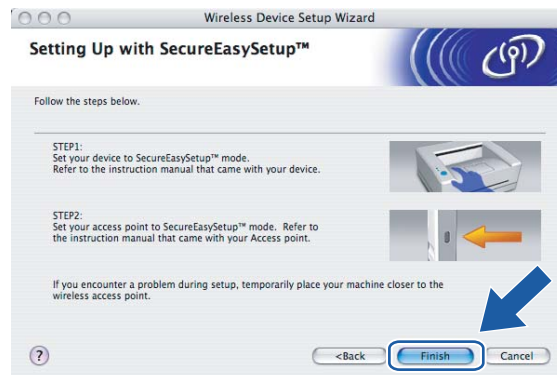 Wireless Device Setup Wizard
Setting Up with SecureEasySetup™
Follow the steps below.
STEP1:
Set your device to SecureEasySetup™ mode.
Refer to the instruction manual that came with your device.
STEP2:
Set your access point to SecureEasySetup™ mode. Refer to
the instruction manual that came with your Access point.
If you encounter a problem during setup, temporarily place your machine closer to the
wireless access point.
? <Back Finish Cancel